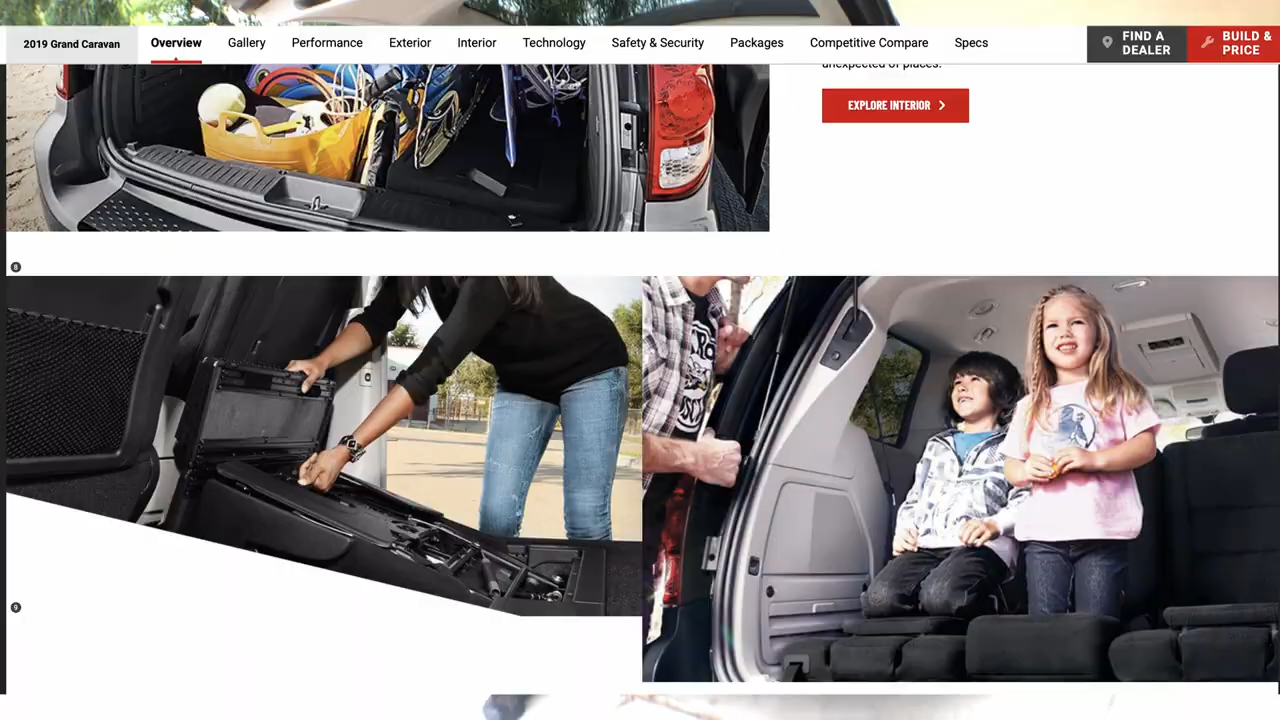 2019 Grand Caravan
Overview
Gallery
Performance
Exterior
Interior
Technology
Safety & Security
Packages
Competitive Compare
Specs
FIND A
DEALER
BUILD &
PRICE
unexpected of places.
EXPLORE INTERIOR
8
9